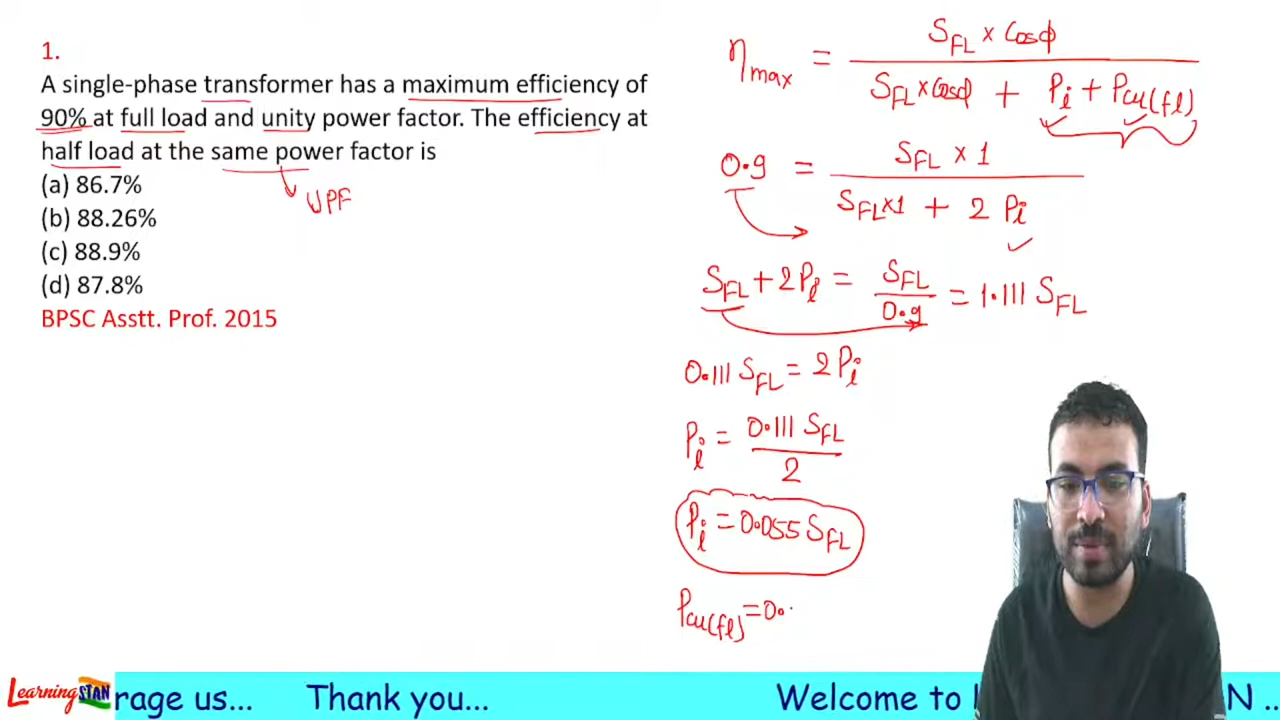 1.
A single-phase transformer has a maximum efficiency of
90% at full load and unity power factor. The efficiency at
half load at the same power factor is
UPF
(a) 86.7%
(b) 88.26%
(c) 88.9%
(d) 87.8%
BPSC Asstt. Prof. 2015
ηmax = SFL × Cosϕ / SFL × Cosϕ + Pi + Pcu(fl)
0.9 = SFL × 1 / SFL×1 + 2 Pi
SFL + 2Pi = SFL / 0.9 = 1.111 SFL
0.111 SFL = 2 Pi
Pi = 0.111 SFL / 2
Pi = 0.055 SFL
Pcu(fl) = 0.
Learning STAN
rage us... Thank you... Welcome to N ..